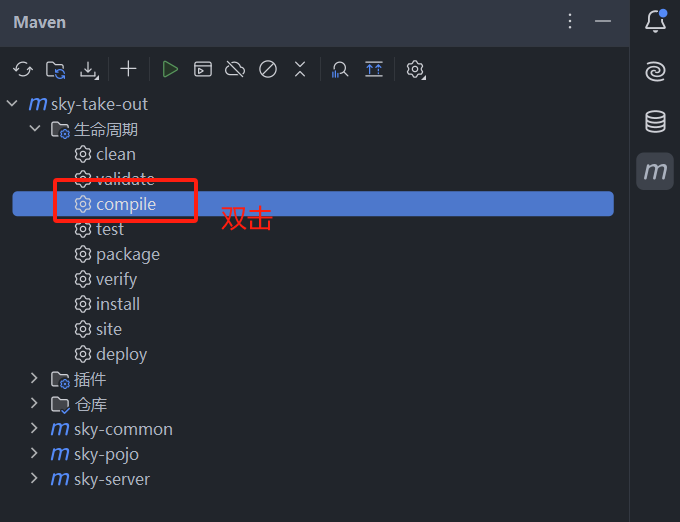 Maven
sky-take-out
生命周期
clean
validate
compile
双击
test
package
verify
install
site
deploy
插件
仓库
sky-common
sky-pojo
sky-server